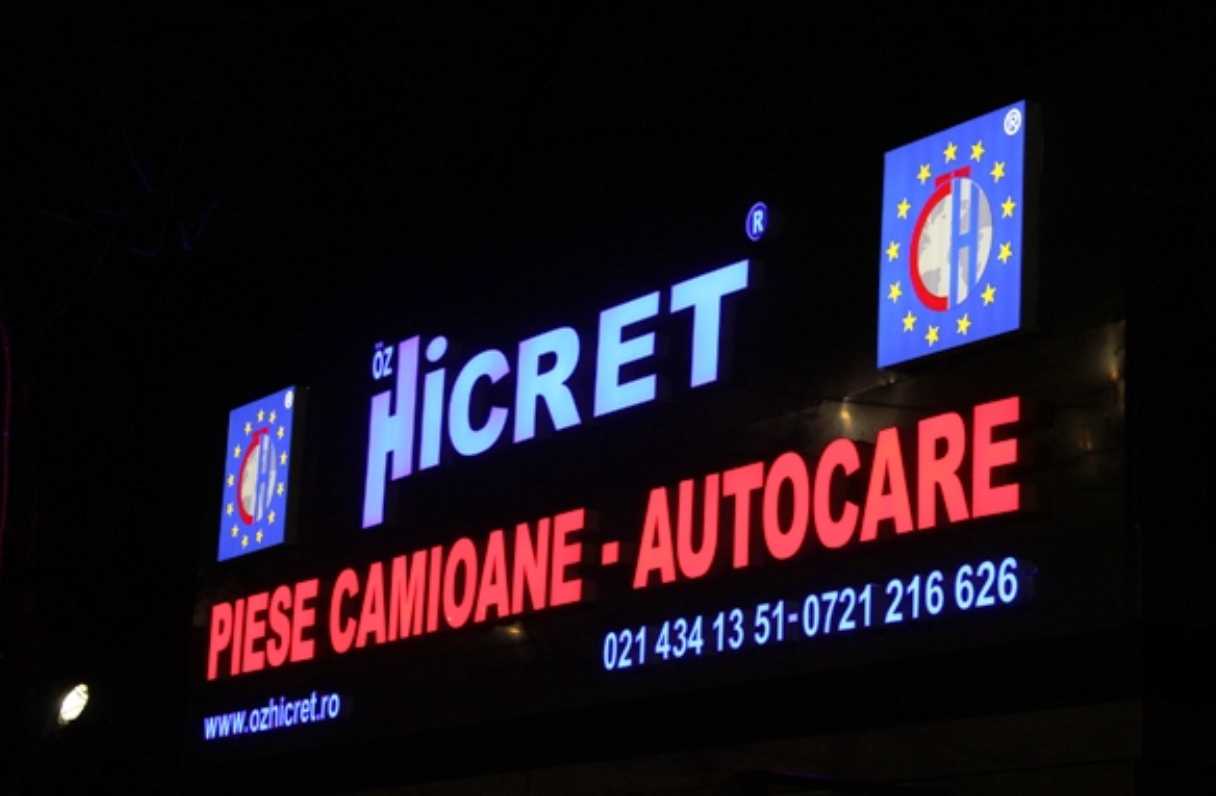 ÖZ HiCRET ®
PIESE CAMIOANE - AUTOCARE
021 434 13 51-0721 216 626
www.ozhicret.ro